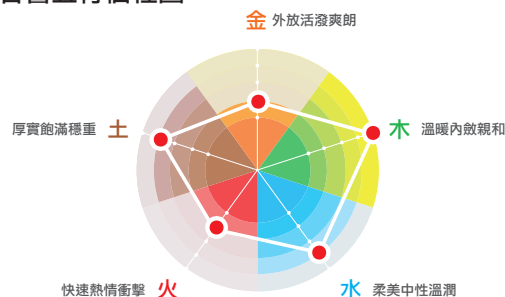 金 外放活潑爽朗
厚實飽滿穩重 土
木 溫暖內斂親和
快速熱情衝擊 火
水 柔美中性溫潤